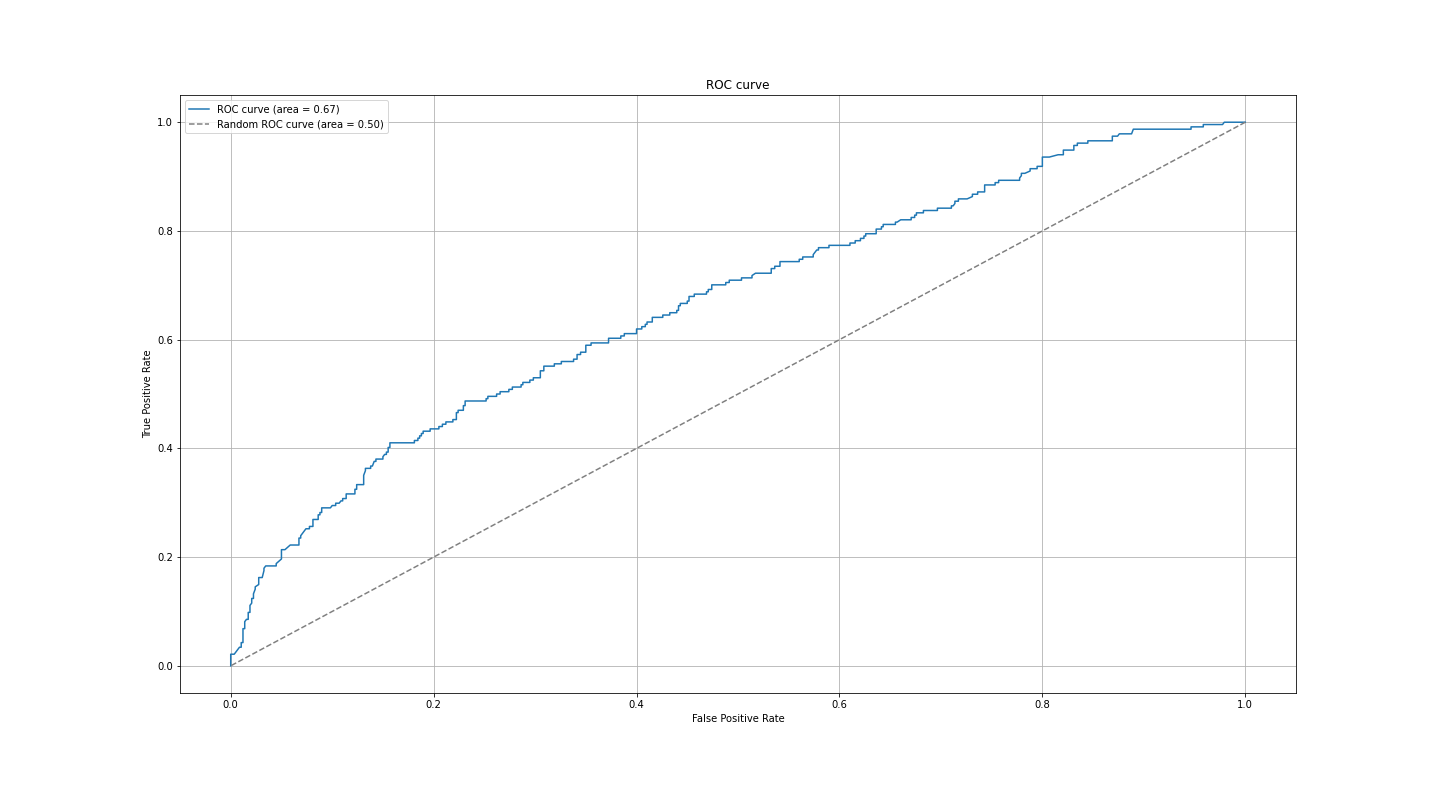 ROC curve
ROC curve (area = 0.67)
Random ROC curve (area = 0.50)
1.0
0.8
0.6
0.4
0.2
0.0
True Positive Rate
0.0 0.2 0.4 0.6 0.8 1.0
False Positive Rate